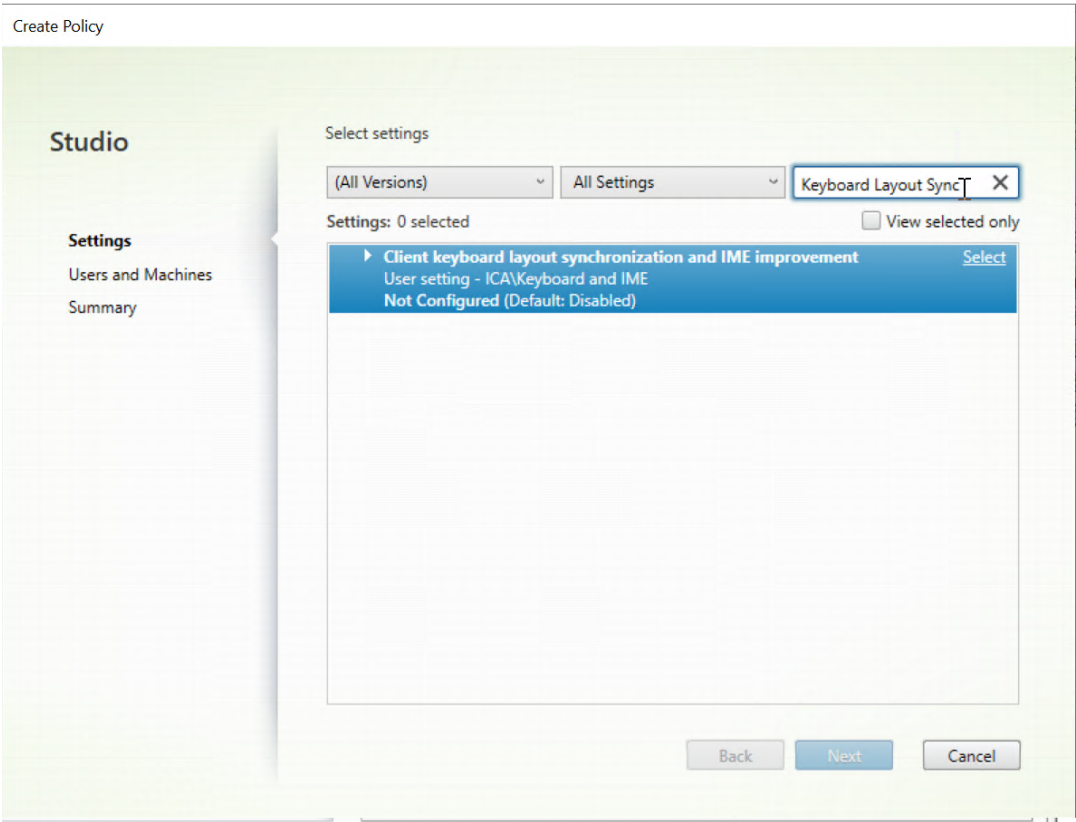 Create Policy
Studio
Settings
Users and Machines
Summary
Select settings
(All Versions)
All Settings
Keyboard Layout Sync
Settings: 0 selected
View selected only
Client keyboard layout synchronization and IME improvement
Select
User setting - ICA\Keyboard and IME
Not Configured (Default: Disabled)
Back
Next
Cancel